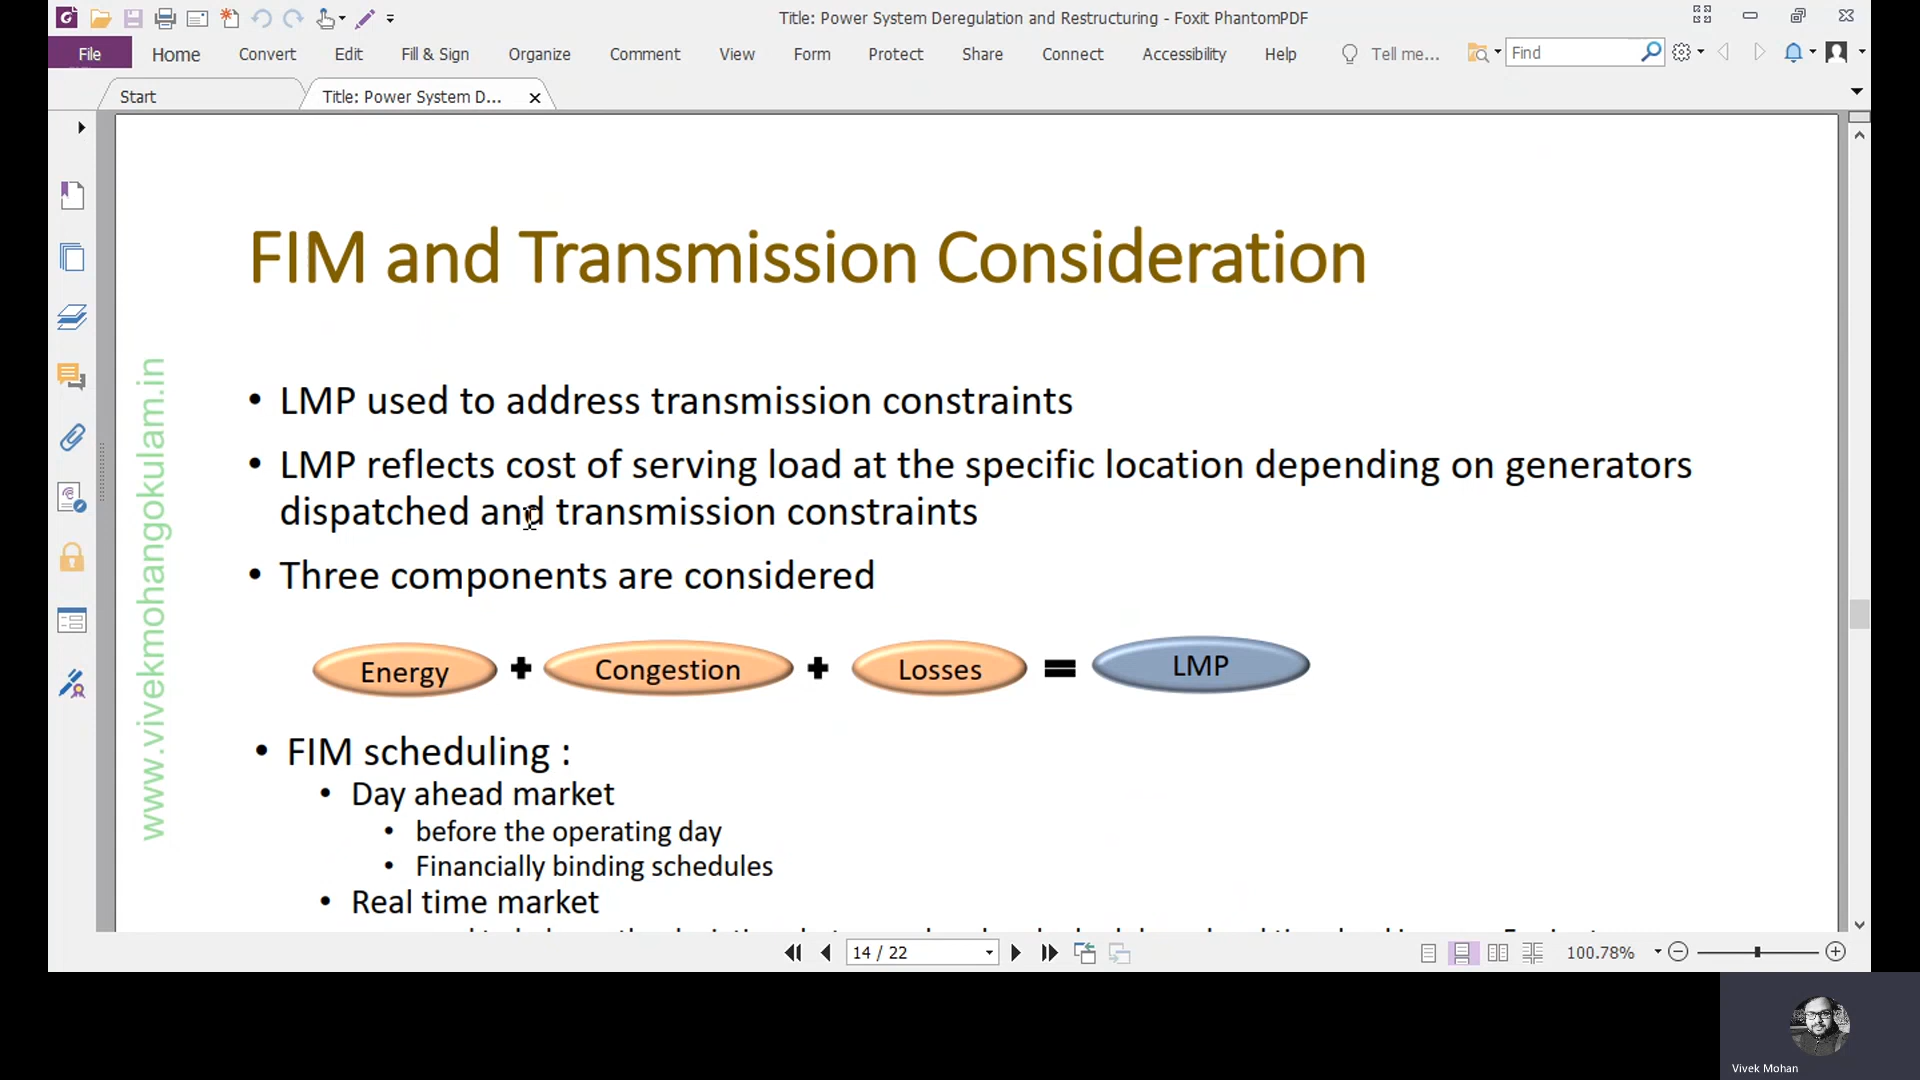 Title: Power System Deregulation and Restructuring - Foxit PhantomPDF
File Home Convert Edit Fill & Sign Organize Comment View Form Protect Share Connect Accessibility Help Tell me... Find
Start Title: Power System D...
FIM and Transmission Consideration
• LMP used to address transmission constraints
• LMP reflects cost of serving load at the specific location depending on generators
dispatched and transmission constraints
• Three components are considered
Energy + Congestion + Losses = LMP
• FIM scheduling :
• Day ahead market
• before the operating day
• Financially binding schedules
• Real time market
www.vivekmohangokulam.in
14 / 22
100.78%
Vivek Mohan